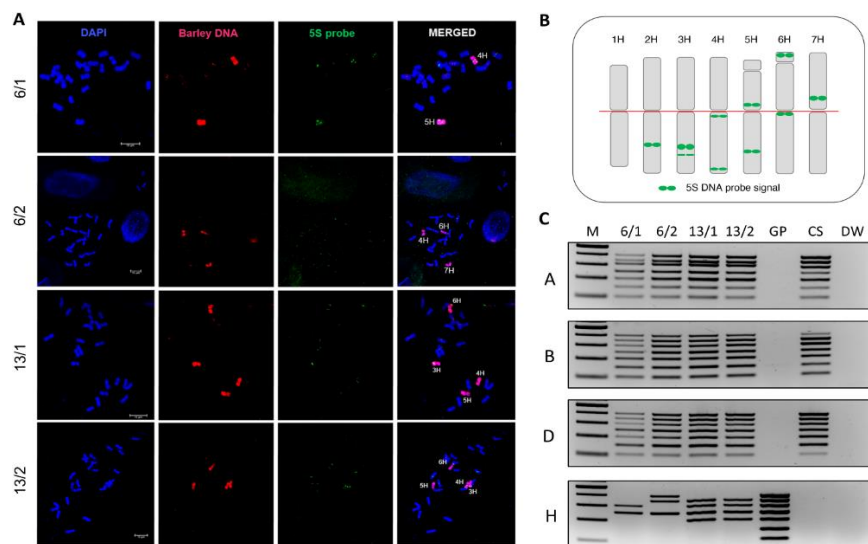 A
DAPI Barley DNA 5S probe MERGED
6/1
4H
5H
6/2
6H
4H
7H
13/1
6H
3H
4H
5H
13/2
6H
5H
4H
3H
B
1H 2H 3H 4H 5H 6H 7H
5S DNA probe signal
C
M 6/1 6/2 13/1 13/2 GP CS DW
A
B
D
H